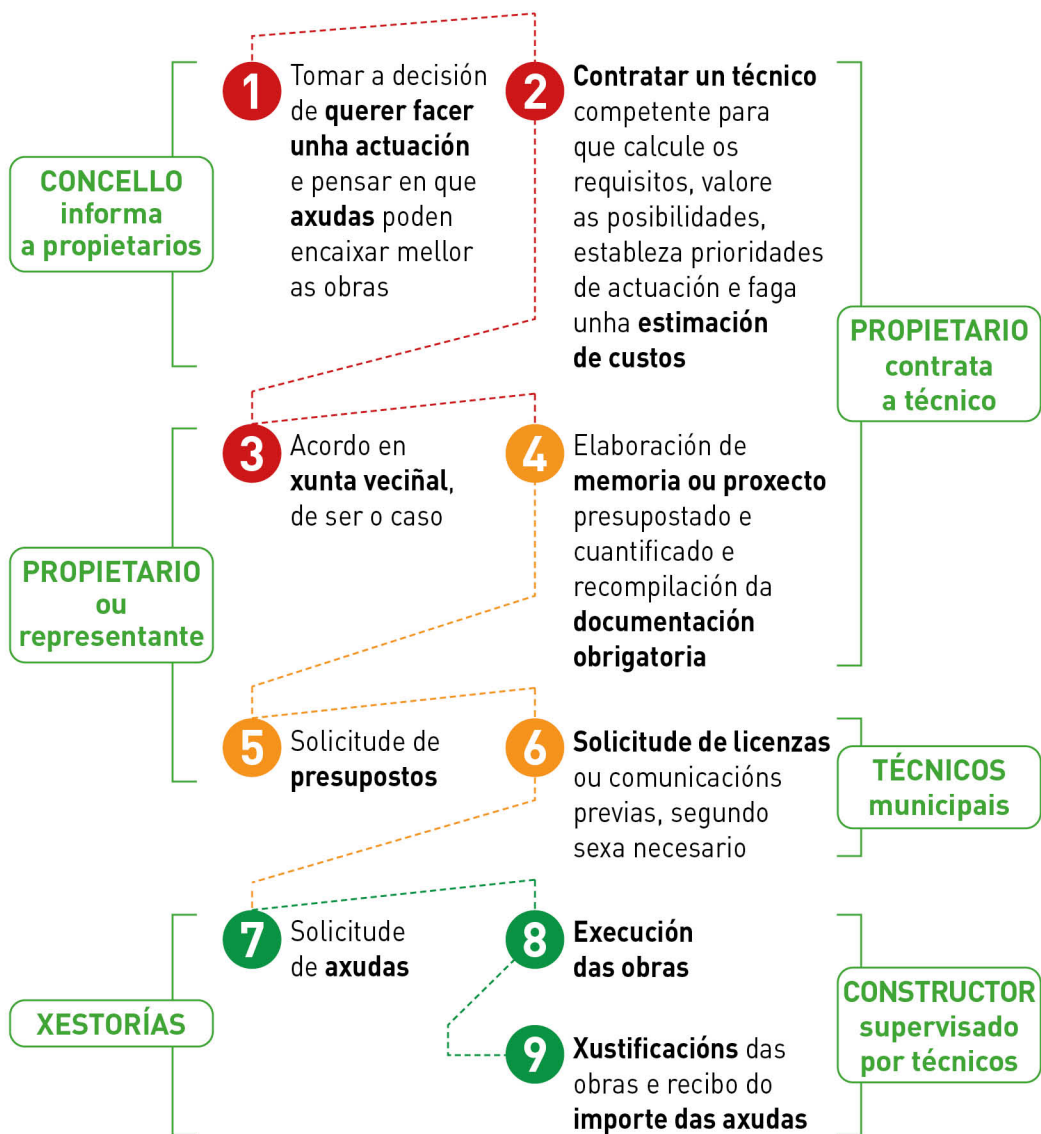 CONCELLO
informa
a propietarios
1
Tomar a decisión
de querer facer
unha actuación
e pensar en que
axudas poden
encaixar mellor
as obras
2
Contratar un técnico
competente para
que calcule os
requisitos, valore
as posibilidades,
estableza prioridades
de actuación e faga
unha estimación
de custos
PROPIETARIO
contrata
a técnico
PROPIETARIO
ou
representante
3
Acordo en
xunta veciñal,
de ser o caso
4
Elaboración de
memoria ou proxecto
presupostado e
cuantificado e
recompilación da
documentación
obrigatoria
5
Solicitude de
presupostos
6
Solicitude de licenzas
ou comunicacións
previas, segundo
sexa necesario
TÉCNICOS
municipais
XESTORÍAS
7
Solicitude
de axudas
8
Execución
das obras
9
Xustificacións das
obras e recibo do
importe das axudas
CONSTRUCTOR
supervisado
por técnicos